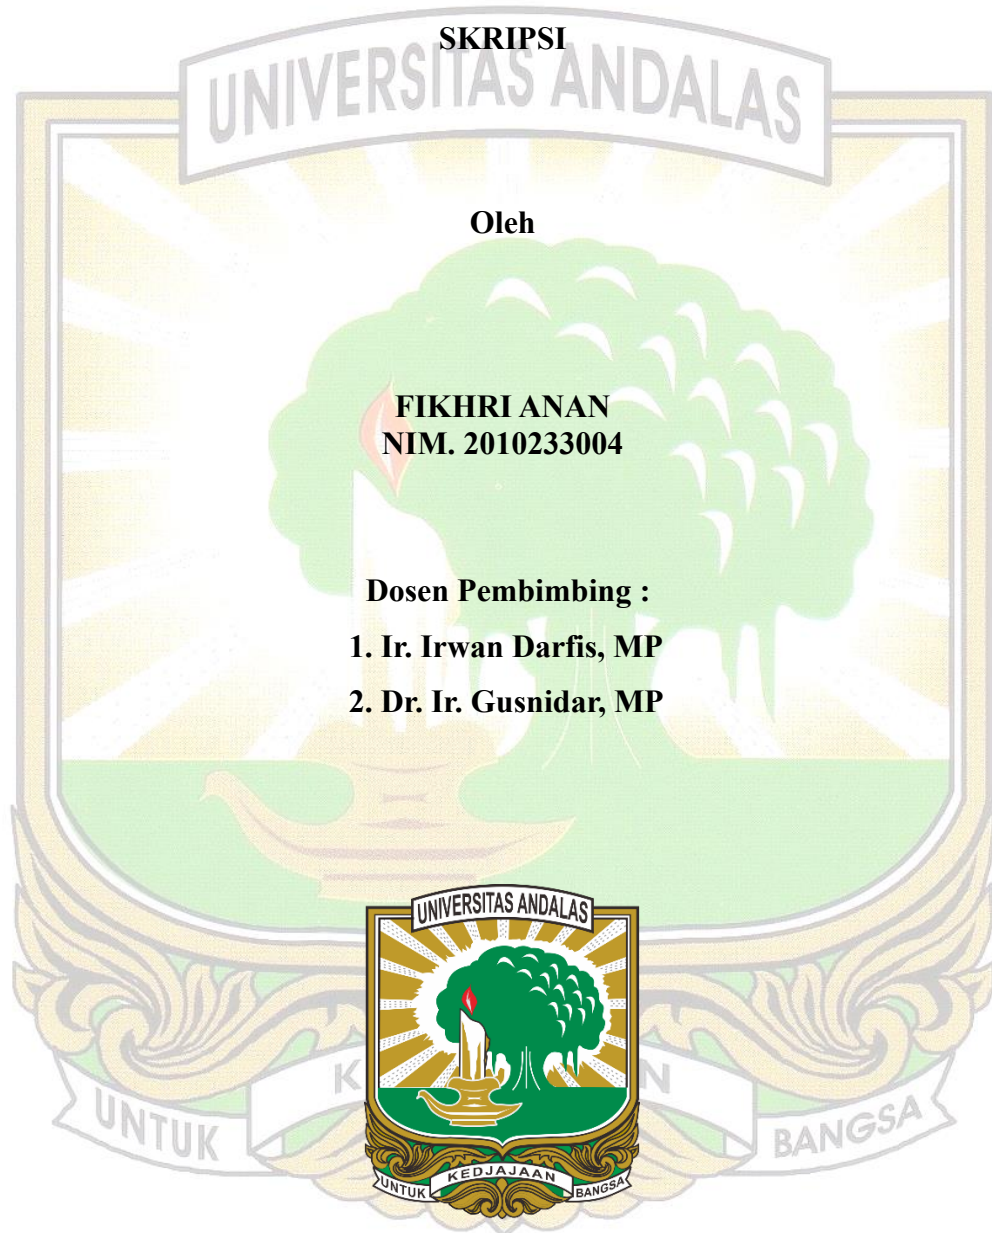 SKRIPSI
UNIVERSITAS ANDALAS
Oleh
FIKHRI ANAN
NIM. 2010233004
Dosen Pembimbing :
1. Ir. Irwan Darfis, MP
2. Dr. Ir. Gusnidar, MP
UNIVERSITAS ANDALAS
UNTUK K N BANGSA
UNTUK KEDJAJAAN BANGSA